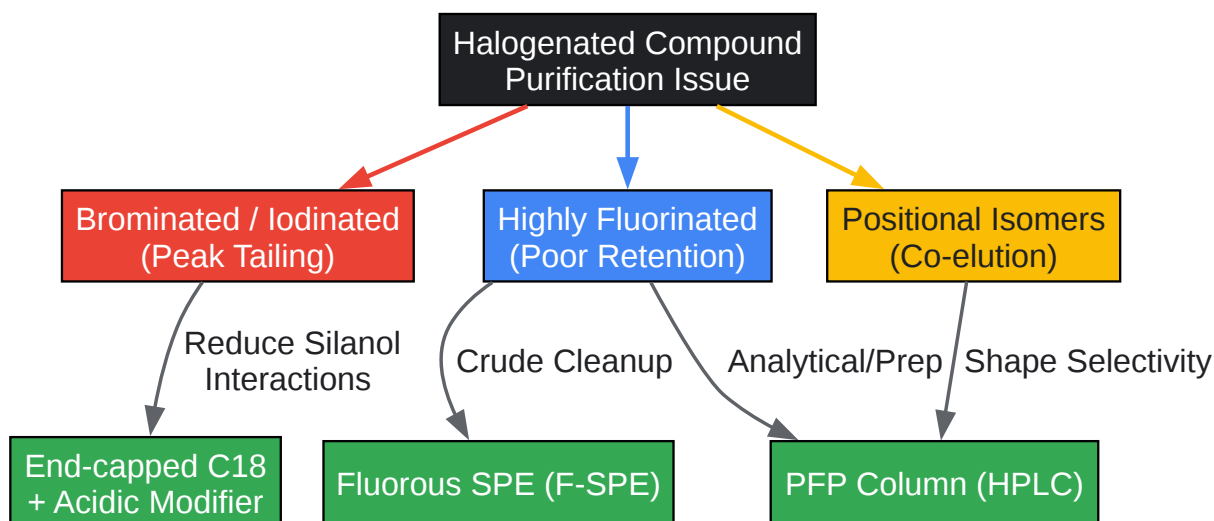 Halogenated Compound
Purification Issue
Brominated / Iodinated
(Peak Tailing)
Highly Fluorinated
(Poor Retention)
Positional Isomers
(Co-elution)
Reduce Silanol
Interactions
Crude Cleanup
Analytical/Prep
Shape Selectivity
End-capped C18
+ Acidic Modifier
Fluorous SPE (F-SPE)
PFP Column (HPLC)